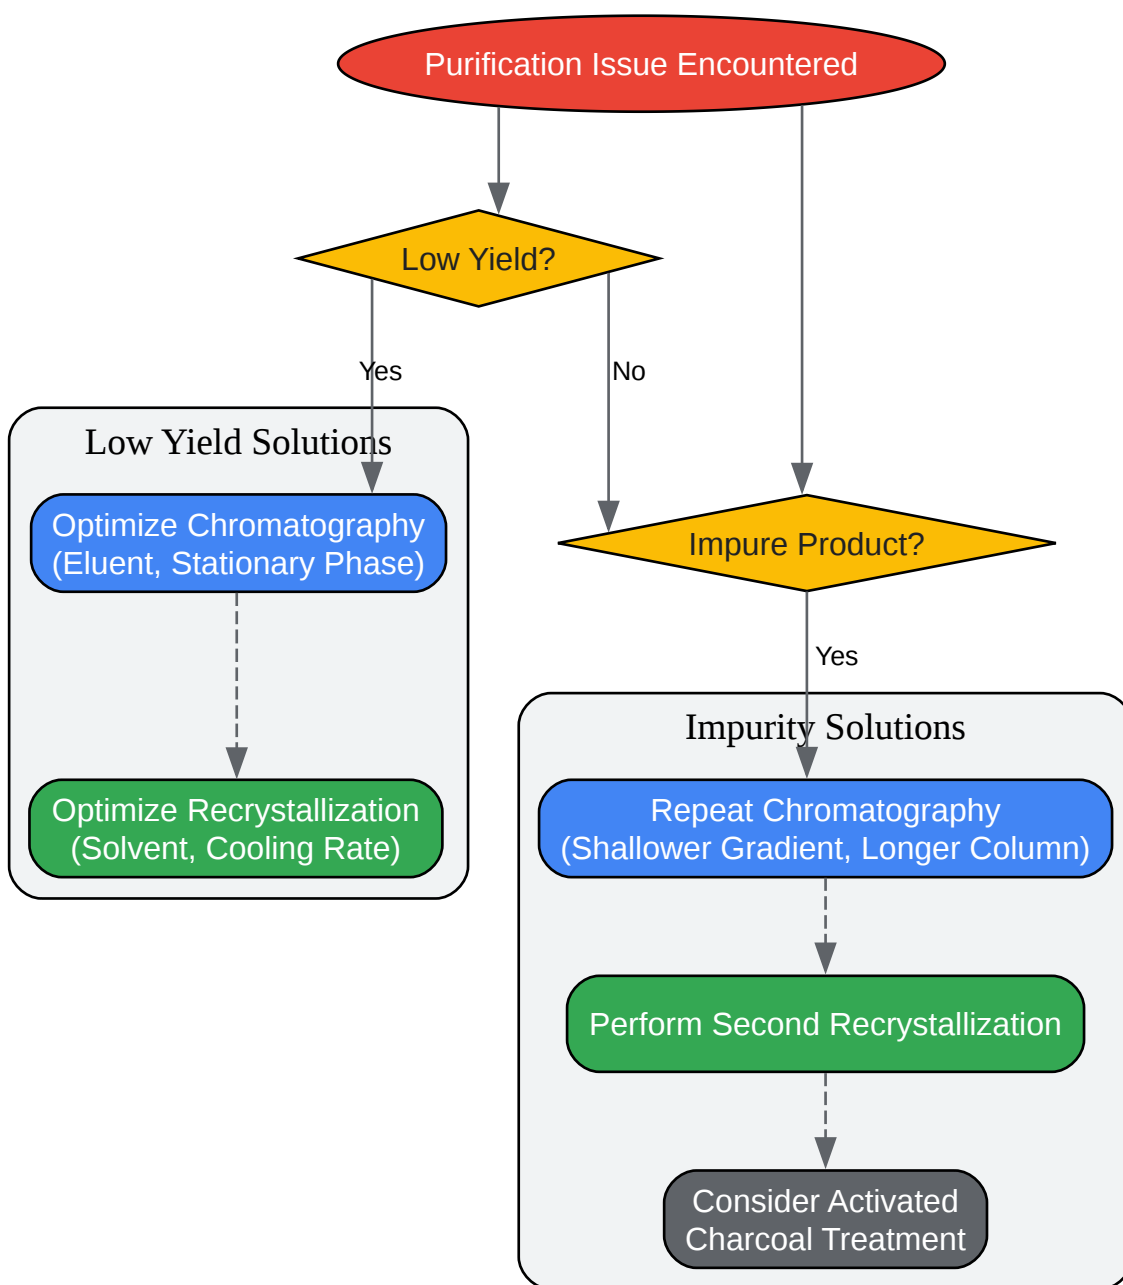 Purification Issue Encountered
Low Yield?
Yes
No
Low Yield Solutions
Optimize Chromatography
(Eluent, Stationary Phase)
Optimize Recrystallization
(Solvent, Cooling Rate)
Impure Product?
Yes
Impurity Solutions
Repeat Chromatography
(Shallower Gradient, Longer Column)
Perform Second Recrystallization
Consider Activated
Charcoal Treatment